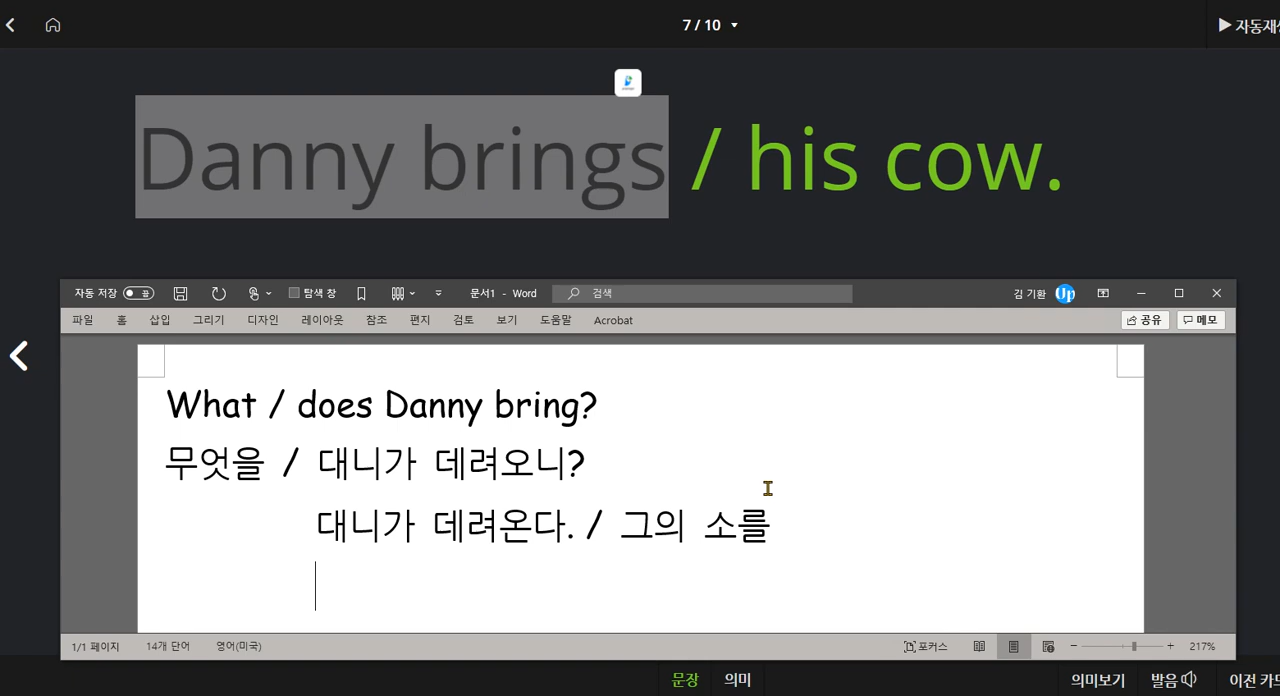 7 / 10
자동재생
Danny brings / his cow.
자동 저장 끔 탐색 창 문서1 - Word 검색 김 기환 Up
파일 홈 삽입 그리기 디자인 레이아웃 참조 편지 검토 보기 도움말 Acrobat 공유 메모
What / does Danny bring?
무엇을 / 대니가 데려오니?
대니가 데려온다. / 그의 소를
1/1 페이지 14개 단어 영어(미국) 포커스 217%
문장 의미 의미보기 발음 이전 카드